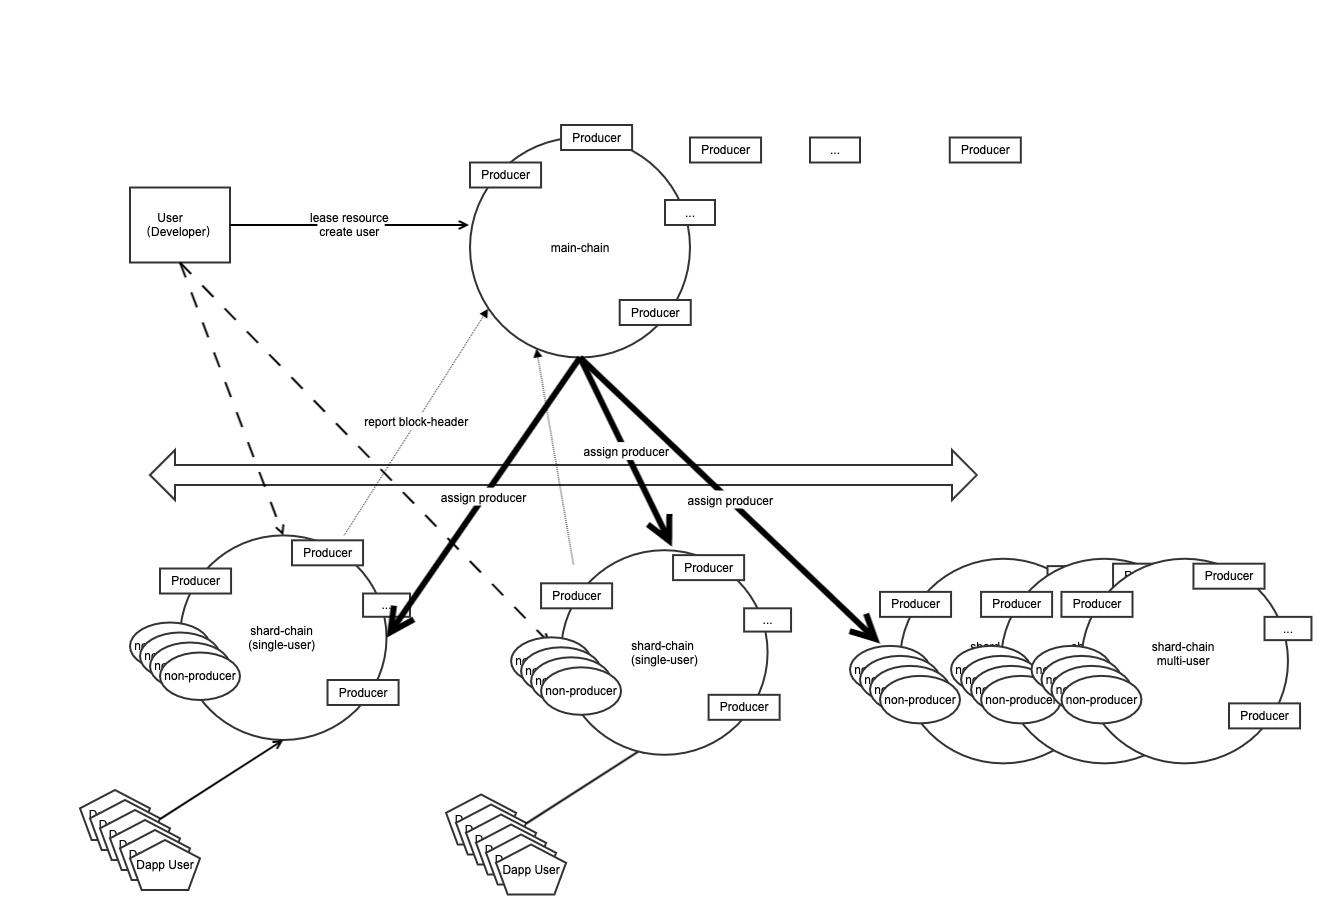 Producer
Producer
...
Producer
Producer
User
(Developer)
lease resource
create user
...
main-chain
Producer
report block-header
assign producer
assign producer
assign producer
Producer
Producer
...
shard-chain
(single-user)
non-producer
Producer
Producer
Producer
...
shard-chain
(single-user)
non-producer
Producer
Producer
Producer
Producer
Producer
...
shard-chain
multi-user
non-producer
non-producer
non-producer
Producer
Dapp User
Dapp User